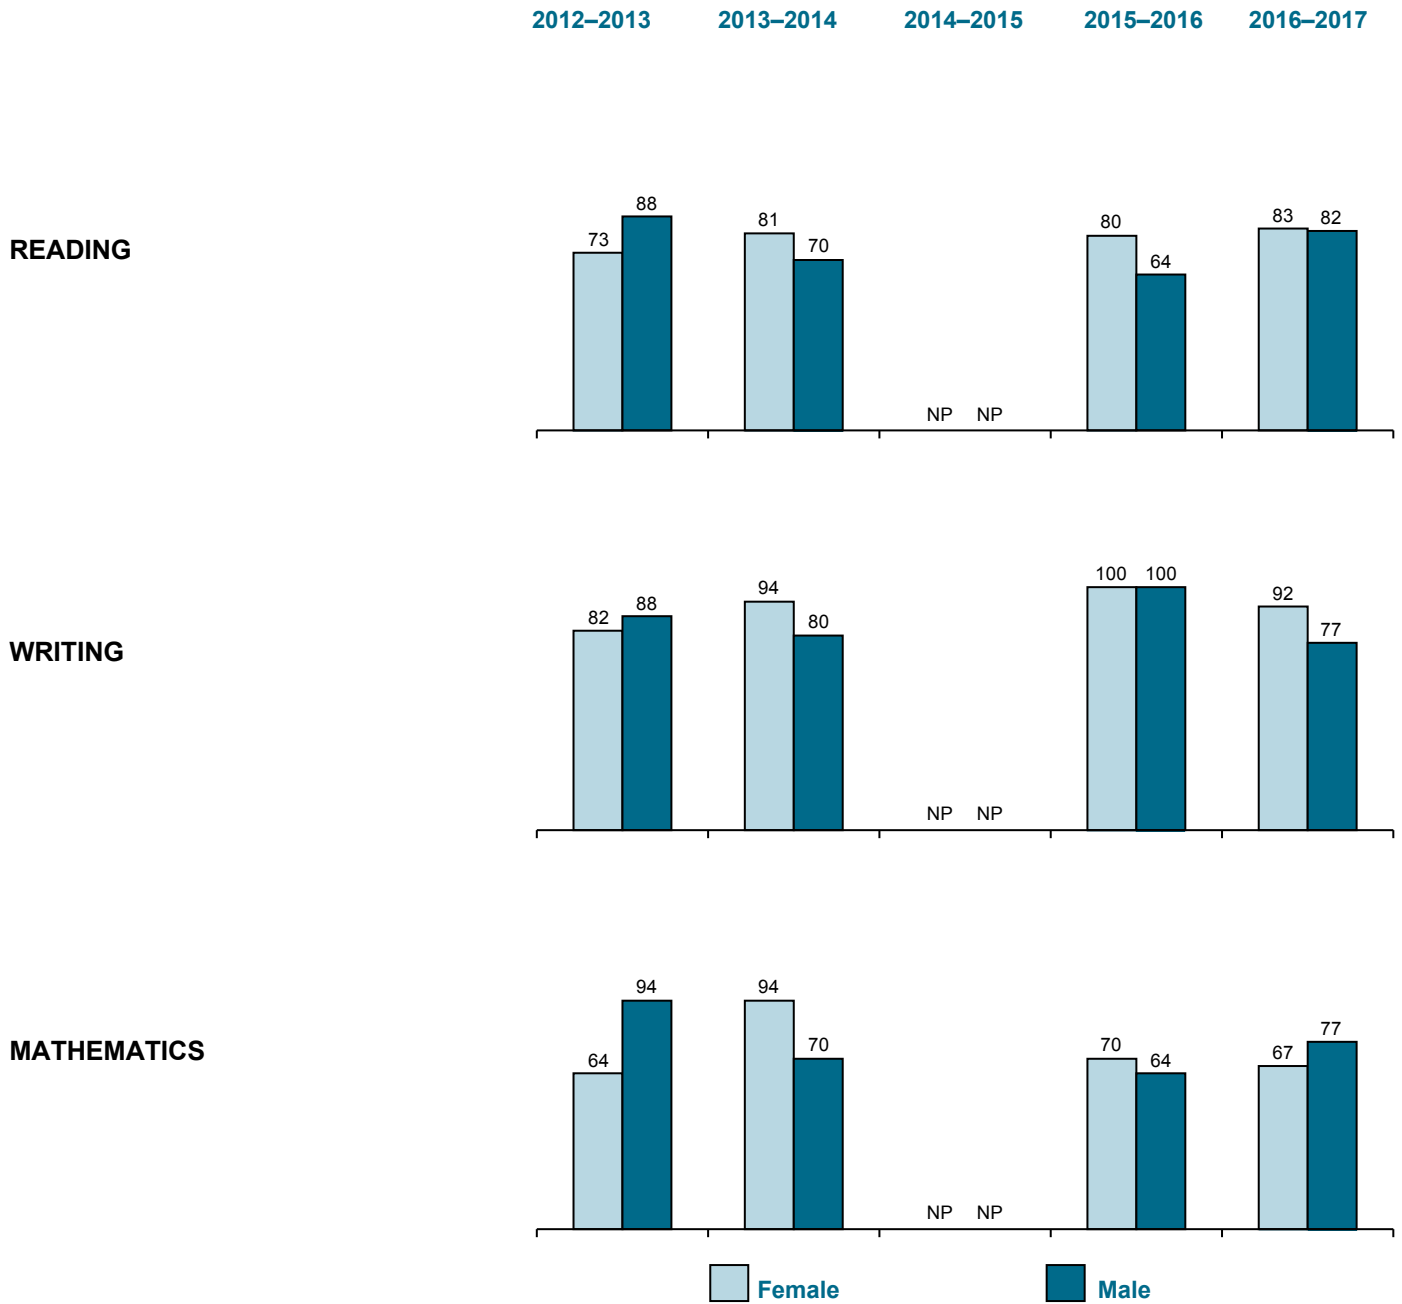 2012–2013 2013–2014 2014–2015 2015–2016 2016–2017
READING
73 88 81 70 NP NP 80 64 83 82
WRITING
82 88 94 80 NP NP 100 100 92 77
MATHEMATICS
64 94 94 70 NP NP 70 64 67 77
Female Male